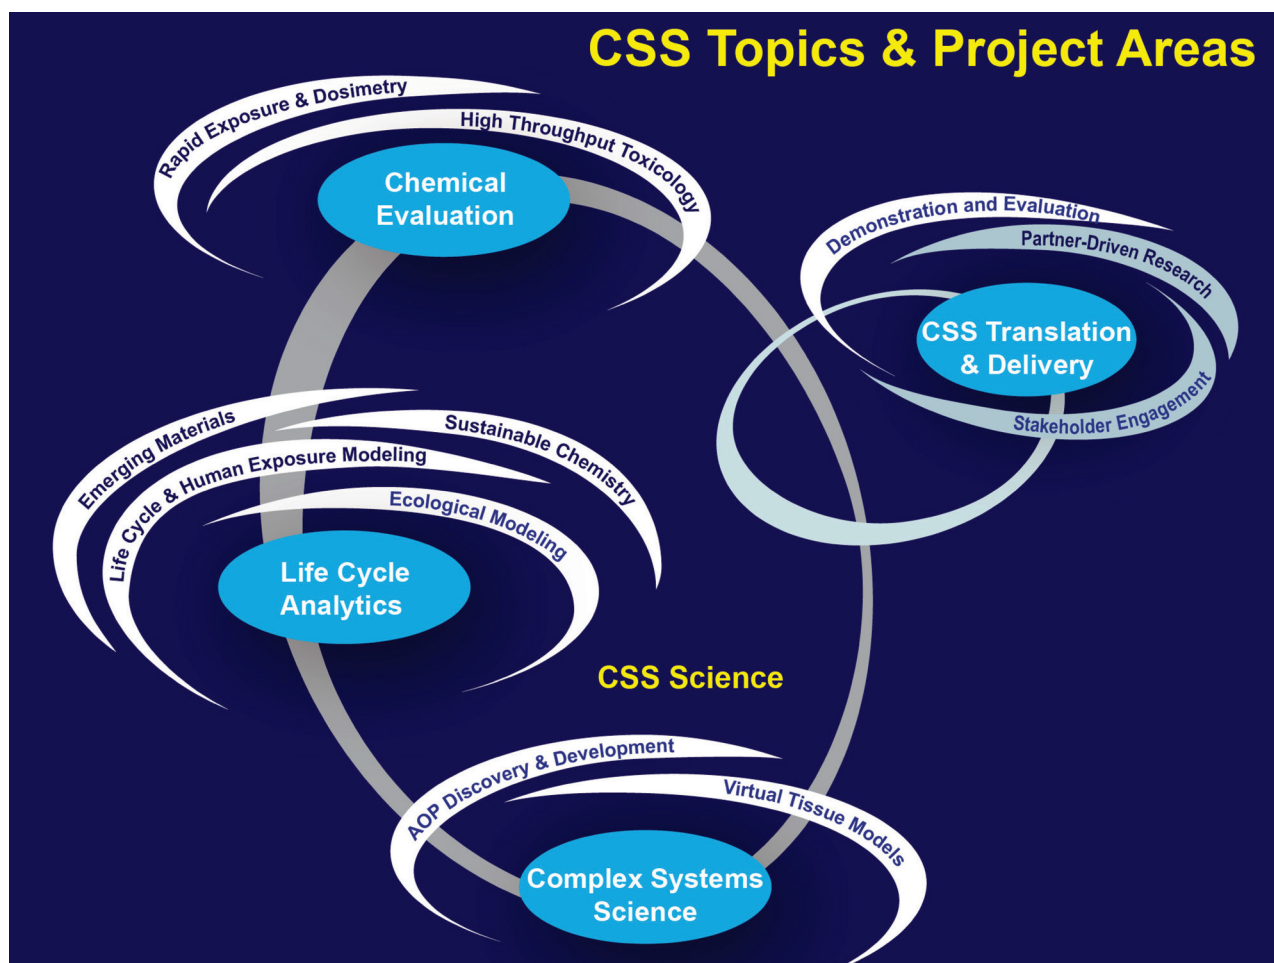 CSS Topics & Project Areas
Rapid Exposure & Dosimetry
High Throughput Toxicology
Chemical
Evaluation
Demonstration and Evaluation
Partner-Driven Research
CSS Translation
& Delivery
Stakeholder Engagement
Emerging Materials
Sustainable Chemistry
Life Cycle & Human Exposure Modeling
Ecological Modeling
Life Cycle
Analytics
CSS Science
AOP Discovery & Development
Virtual Tissue Models
Complex Systems
Science